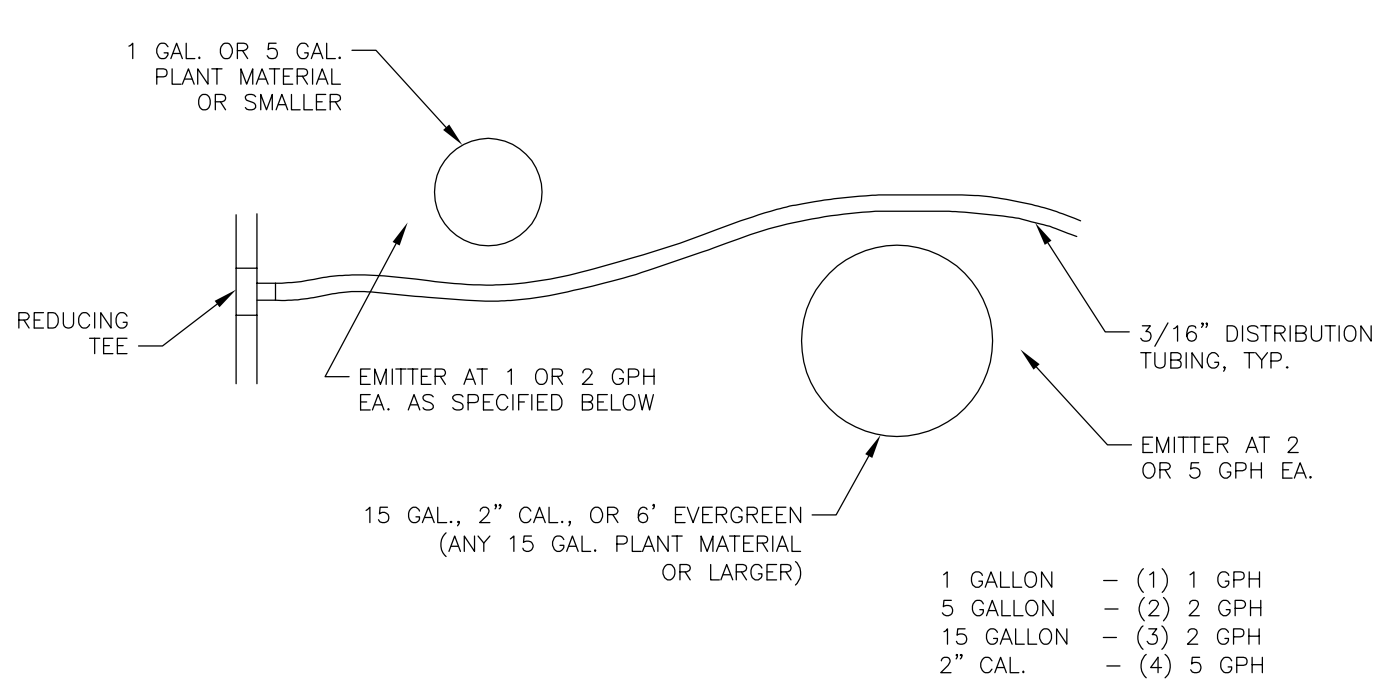 1 GAL. OR 5 GAL.
PLANT MATERIAL
OR SMALLER
REDUCING
TEE
EMITTER AT 1 OR 2 GPH
EA. AS SPECIFIED BELOW
3/16" DISTRIBUTION
TUBING, TYP.
EMITTER AT 2
OR 5 GPH EA.
15 GAL., 2" CAL., OR 6' EVERGREEN
(ANY 15 GAL. PLANT MATERIAL
OR LARGER)
1 GALLON – (1) 1 GPH
5 GALLON – (2) 2 GPH
15 GALLON – (3) 2 GPH
2" CAL. – (4) 5 GPH